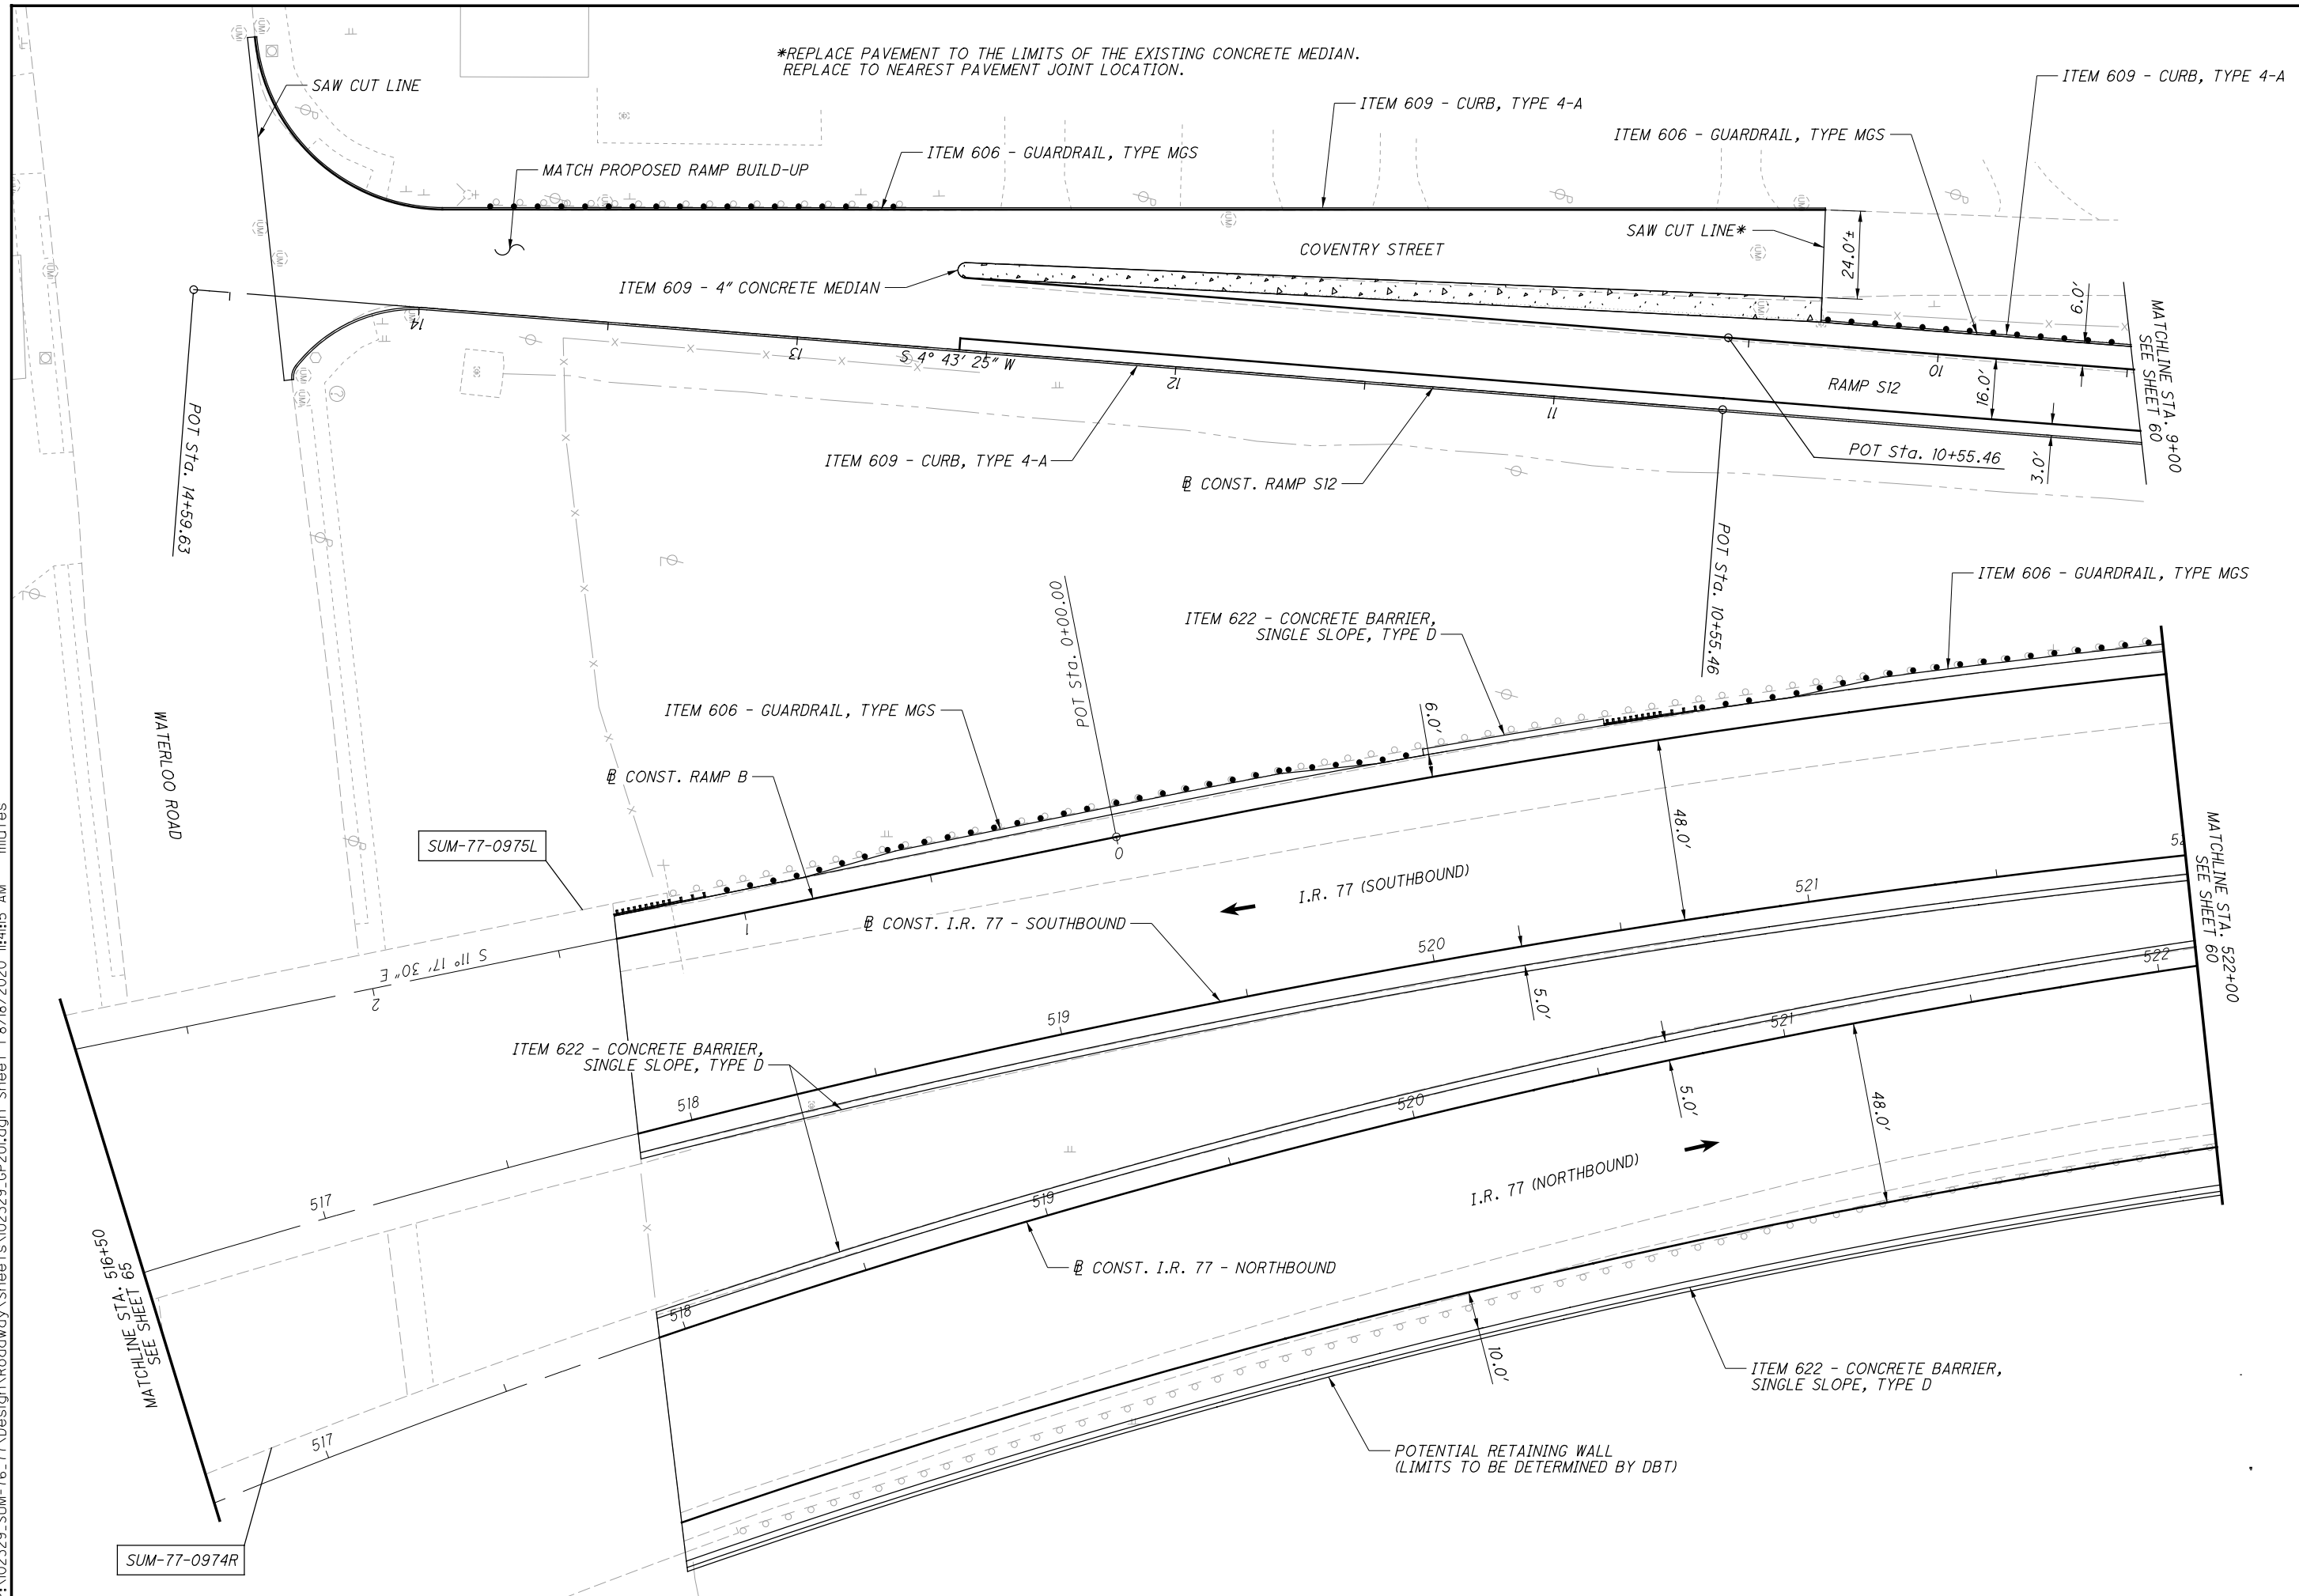 *REPLACE PAVEMENT TO THE LIMITS OF THE EXISTING CONCRETE MEDIAN.
REPLACE TO NEAREST PAVEMENT JOINT LOCATION.
SAW CUT LINE
ITEM 609 - CURB, TYPE 4-A
ITEM 609 - CURB, TYPE 4-A
ITEM 606 - GUARDRAIL, TYPE MGS
ITEM 606 - GUARDRAIL, TYPE MGS
MATCH PROPOSED RAMP BUILD-UP
SAW CUT LINE*
COVENTRY STREET
24.0'±
ITEM 609 - 4" CONCRETE MEDIAN
6.0'
MATCHLINE STA. 9+00
SEE SHEET 60
14
13
S 4° 43' 25" W
12
11
10
RAMP S12
16.0'
POT Sta. 14+59.63
ITEM 609 - CURB, TYPE 4-A
POT Sta. 10+55.46
3.0'
℄ CONST. RAMP S12
POT Sta. 10+55.46
POT Sta. 0+00.00
ITEM 606 - GUARDRAIL, TYPE MGS
ITEM 622 - CONCRETE BARRIER,
SINGLE SLOPE, TYPE D
WATERLOO ROAD
ITEM 606 - GUARDRAIL, TYPE MGS
6.0'
℄ CONST. RAMP B
48.0'
SUM-77-0975L
0
1
2
S 11° 17' 30" E
I.R. 77 (SOUTHBOUND)
℄ CONST. I.R. 77 - SOUTHBOUND
517
518
519
520
521
52
MATCHLINE STA. 522+00
SEE SHEET 60
5.0'
ITEM 622 - CONCRETE BARRIER,
SINGLE SLOPE, TYPE D
517
518
519
520
521
522
5.0'
48.0'
I.R. 77 (NORTHBOUND)
℄ CONST. I.R. 77 - NORTHBOUND
MATCHLINE STA. 516+50
SEE SHEET 65
10.0'
ITEM 622 - CONCRETE BARRIER,
SINGLE SLOPE, TYPE D
POTENTIAL RETAINING WALL
(LIMITS TO BE DETERMINED BY DBT)
SUM-77-0974R